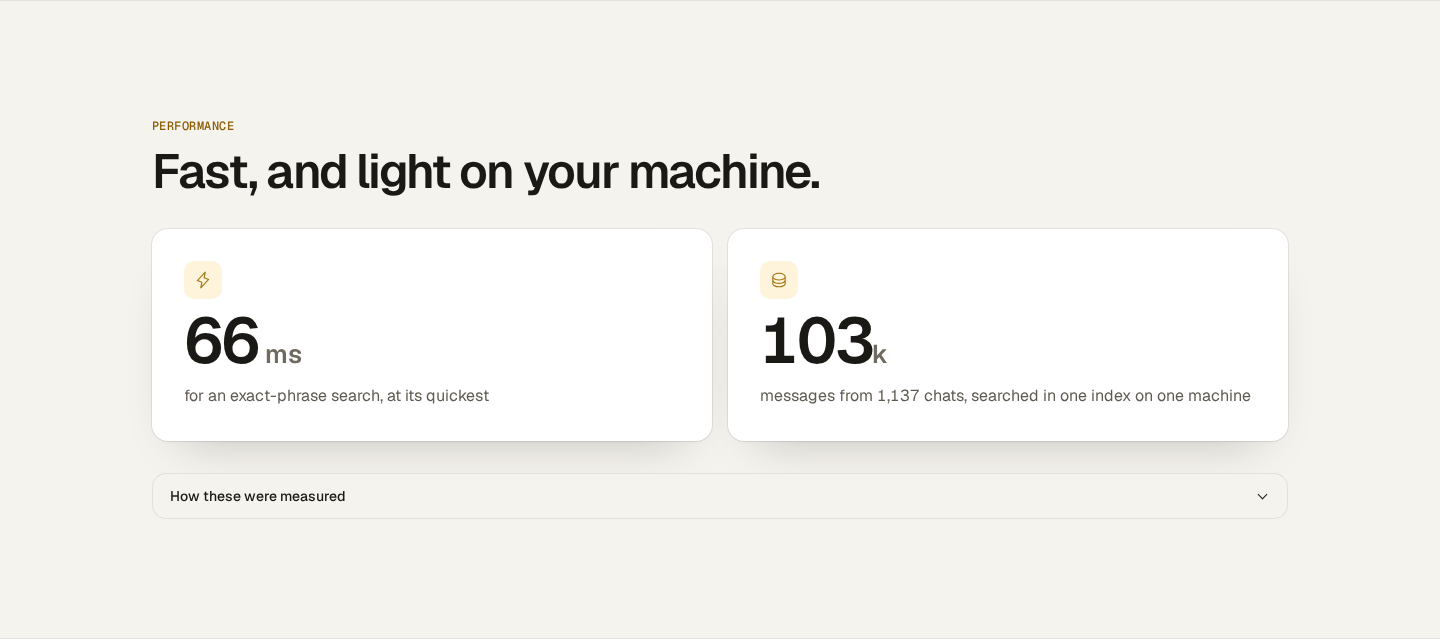 PERFORMANCE
Fast, and light on your machine.
66 ms
for an exact-phrase search, at its quickest
103k
messages from 1,137 chats, searched in one index on one machine
How these were measured